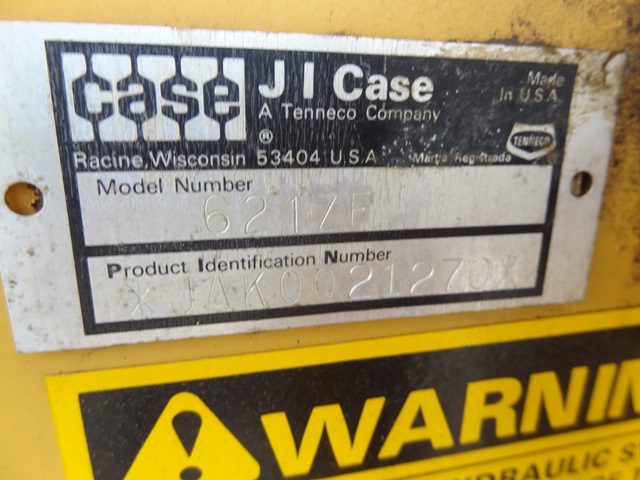 case
J I Case
A Tenneco Company
®
Made
In U.S.A.
TENNECO
Racine, Wisconsin 53404 U.S.A. Marca Registrada
Model Number
621ZF
Product Identification Number
*JAK0021270*
WARNIN
HYDRAULIC S